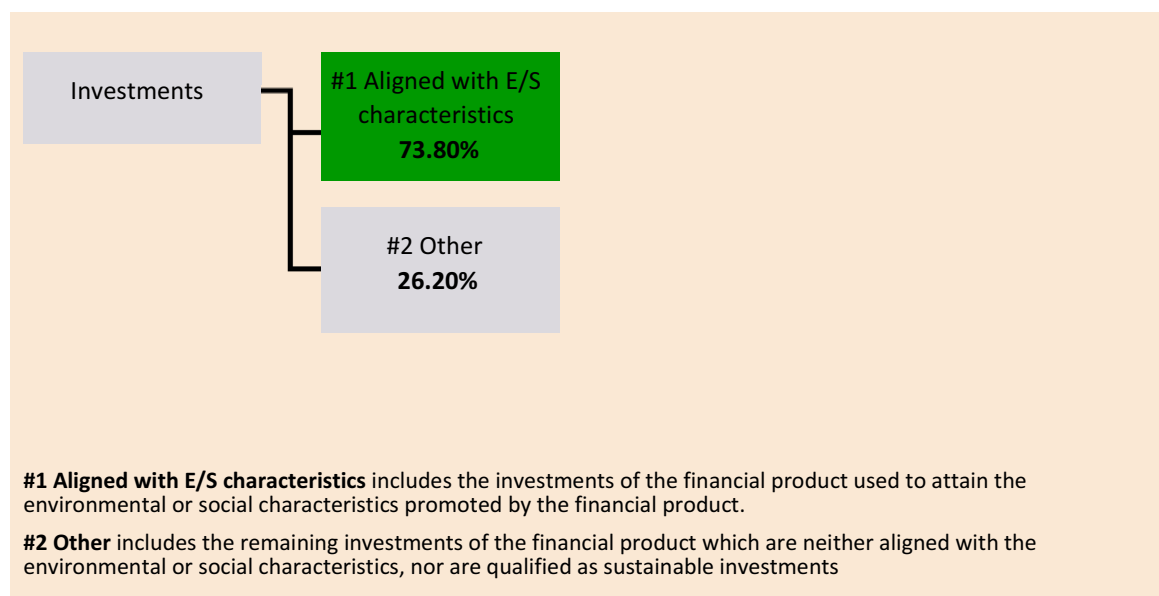 Investments
#1 Aligned with E/S
characteristics
73.80%
#2 Other
26.20%
#1 Aligned with E/S characteristics includes the investments of the financial product used to attain the
environmental or social characteristics promoted by the financial product.
#2 Other includes the remaining investments of the financial product which are neither aligned with the
environmental or social characteristics, nor are qualified as sustainable investments